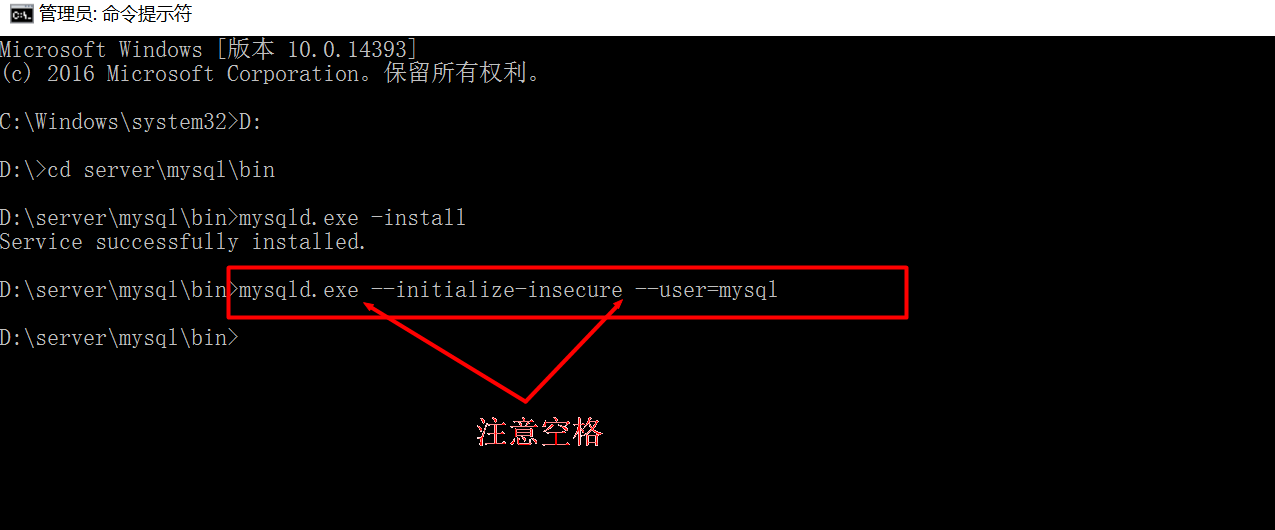 管理员: 命令提示符
Microsoft Windows [版本 10.0.14393]
(c) 2016 Microsoft Corporation。保留所有权利。
C:\Windows\system32>D:
D:\>cd server\mysql\bin
D:\server\mysql\bin>mysqld.exe -install
Service successfully installed.
D:\server\mysql\bin>mysqld.exe --initialize-insecure --user=mysql
D:\server\mysql\bin>
注意空格